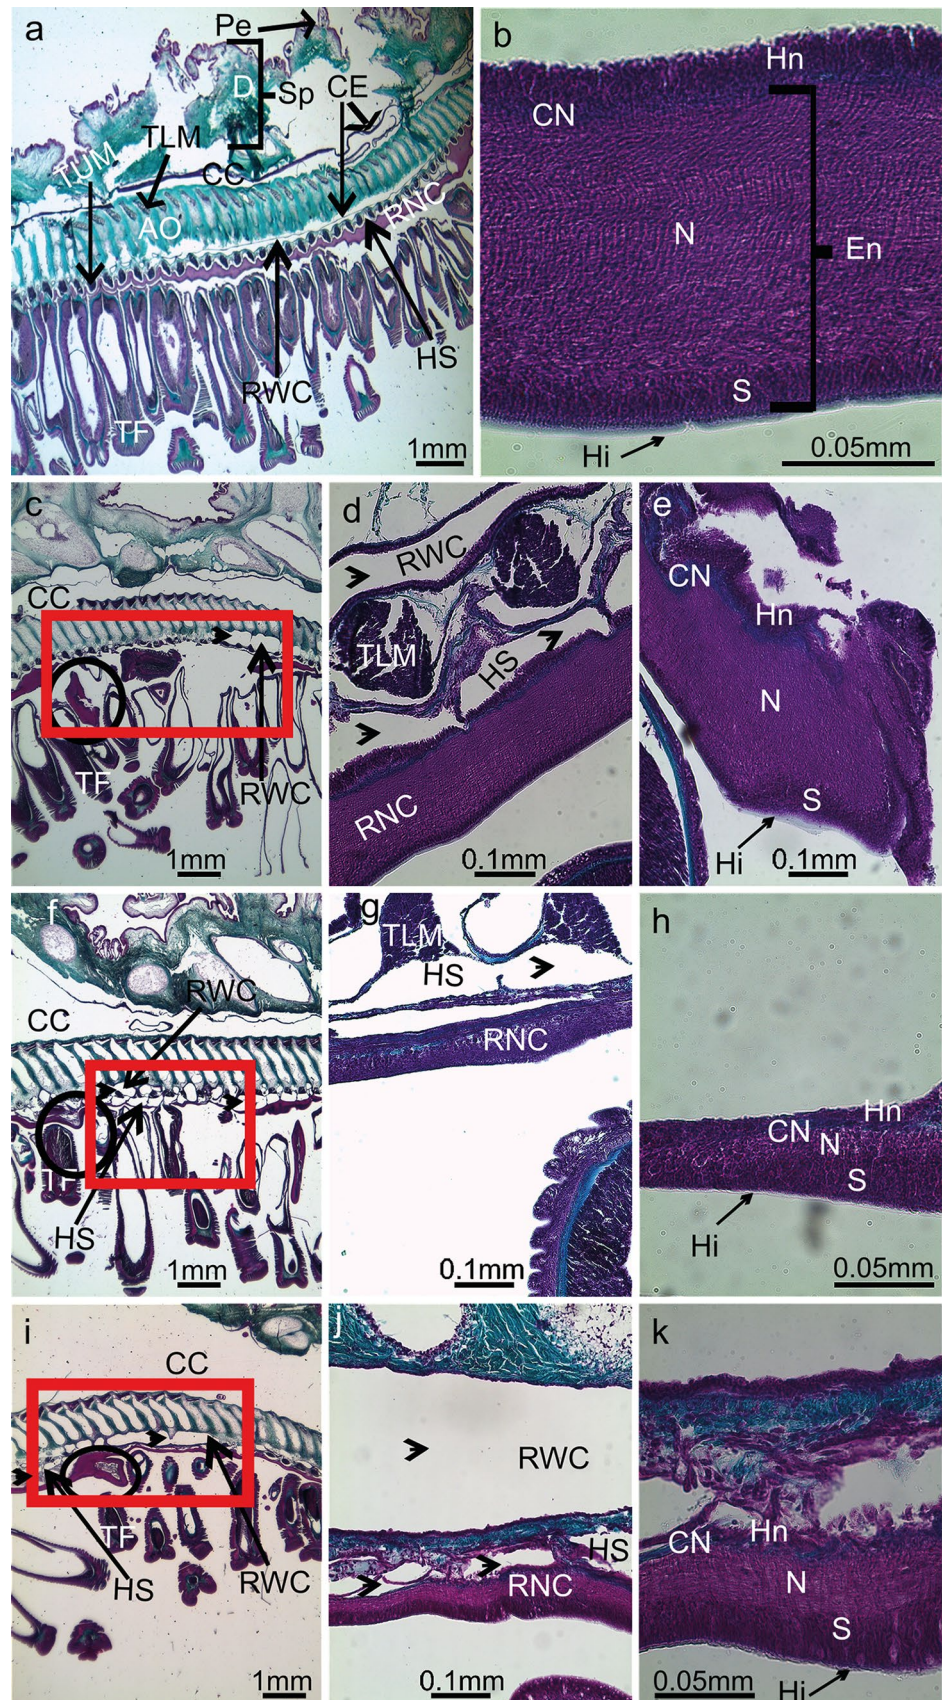 a
Pe
D
Sp
CE
TLM
TUM
CC
AO
RNC
HS
RWC
TF
1mm
b
Hn
CN
N
En
S
Hi
0.05mm
c
CC
TF
RWC
1mm
d
RWC
TLM
HS
RNC
0.1mm
e
CN
Hn
N
S
Hi
0.1mm
f
RWC
CC
TF
HS
1mm
g
TLM
HS
RNC
0.1mm
h
Hn
CN
N
S
Hi
0.05mm
i
CC
TF
HS
RWC
1mm
j
RWC
HS
RNC
0.1mm
k
Hn
CN
N
S
0.05mm
Hi